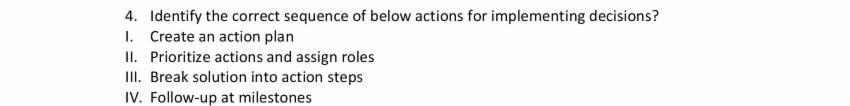 4. Identify the correct sequence of below actions for implementing decisions?
I. Create an action plan
II. Prioritize actions and assign roles
III. Break solution into action steps
IV. Follow-up at milestones